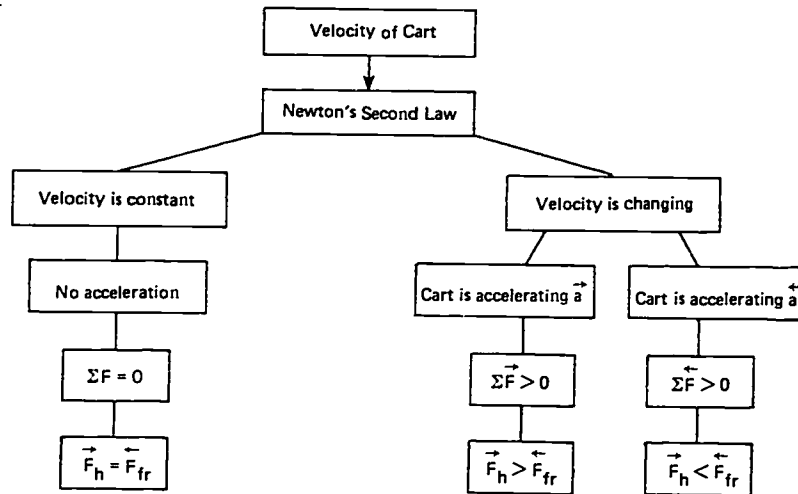 Velocity of Cart
Newton's Second Law
Velocity is constant
Velocity is changing
No acceleration
Cart is accelerating a⃗
Cart is accelerating a⃖
ΣF = 0
ΣF⃗ > 0
ΣF⃖ > 0
F⃗h = F⃖fr
F⃗h > F⃖fr
F⃗h < F⃖fr